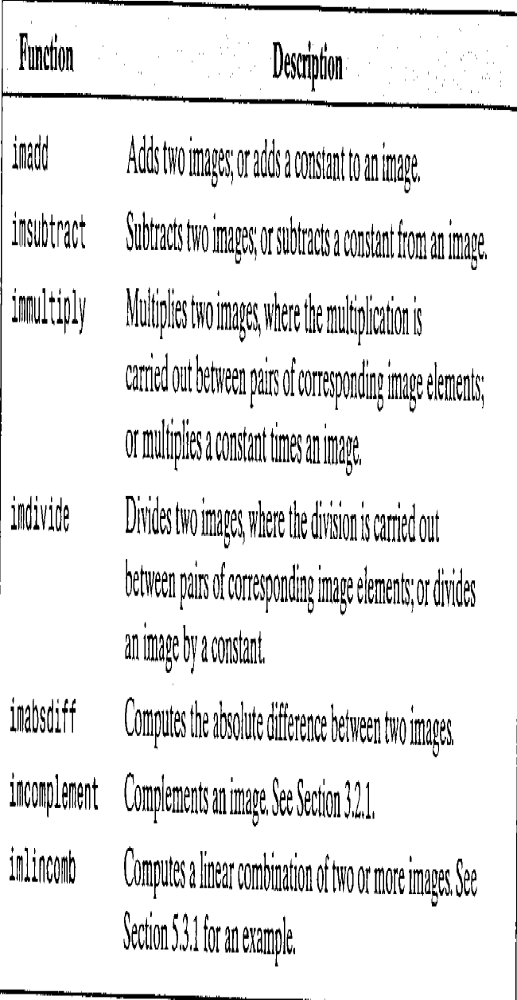 Function Description
imadd Adds two images; or adds a constant to an image.
imsubtract Subtracts two images; or subtracts a constant from an image.
immultiply Multiplies two images, where the multiplication is
carried out between pairs of corresponding image elements;
or multiplies a constant times an image.
imdivide Divides two images, where the division is carried out
between pairs of corresponding image elements; or divides
an image by a constant.
imabsdiff Computes the absolute difference between two images.
imcomplement Complements an image. See Section 3.2.1.
imlincomb Computes a linear combination of two or more images. See
Section 5.3.1 for an example.